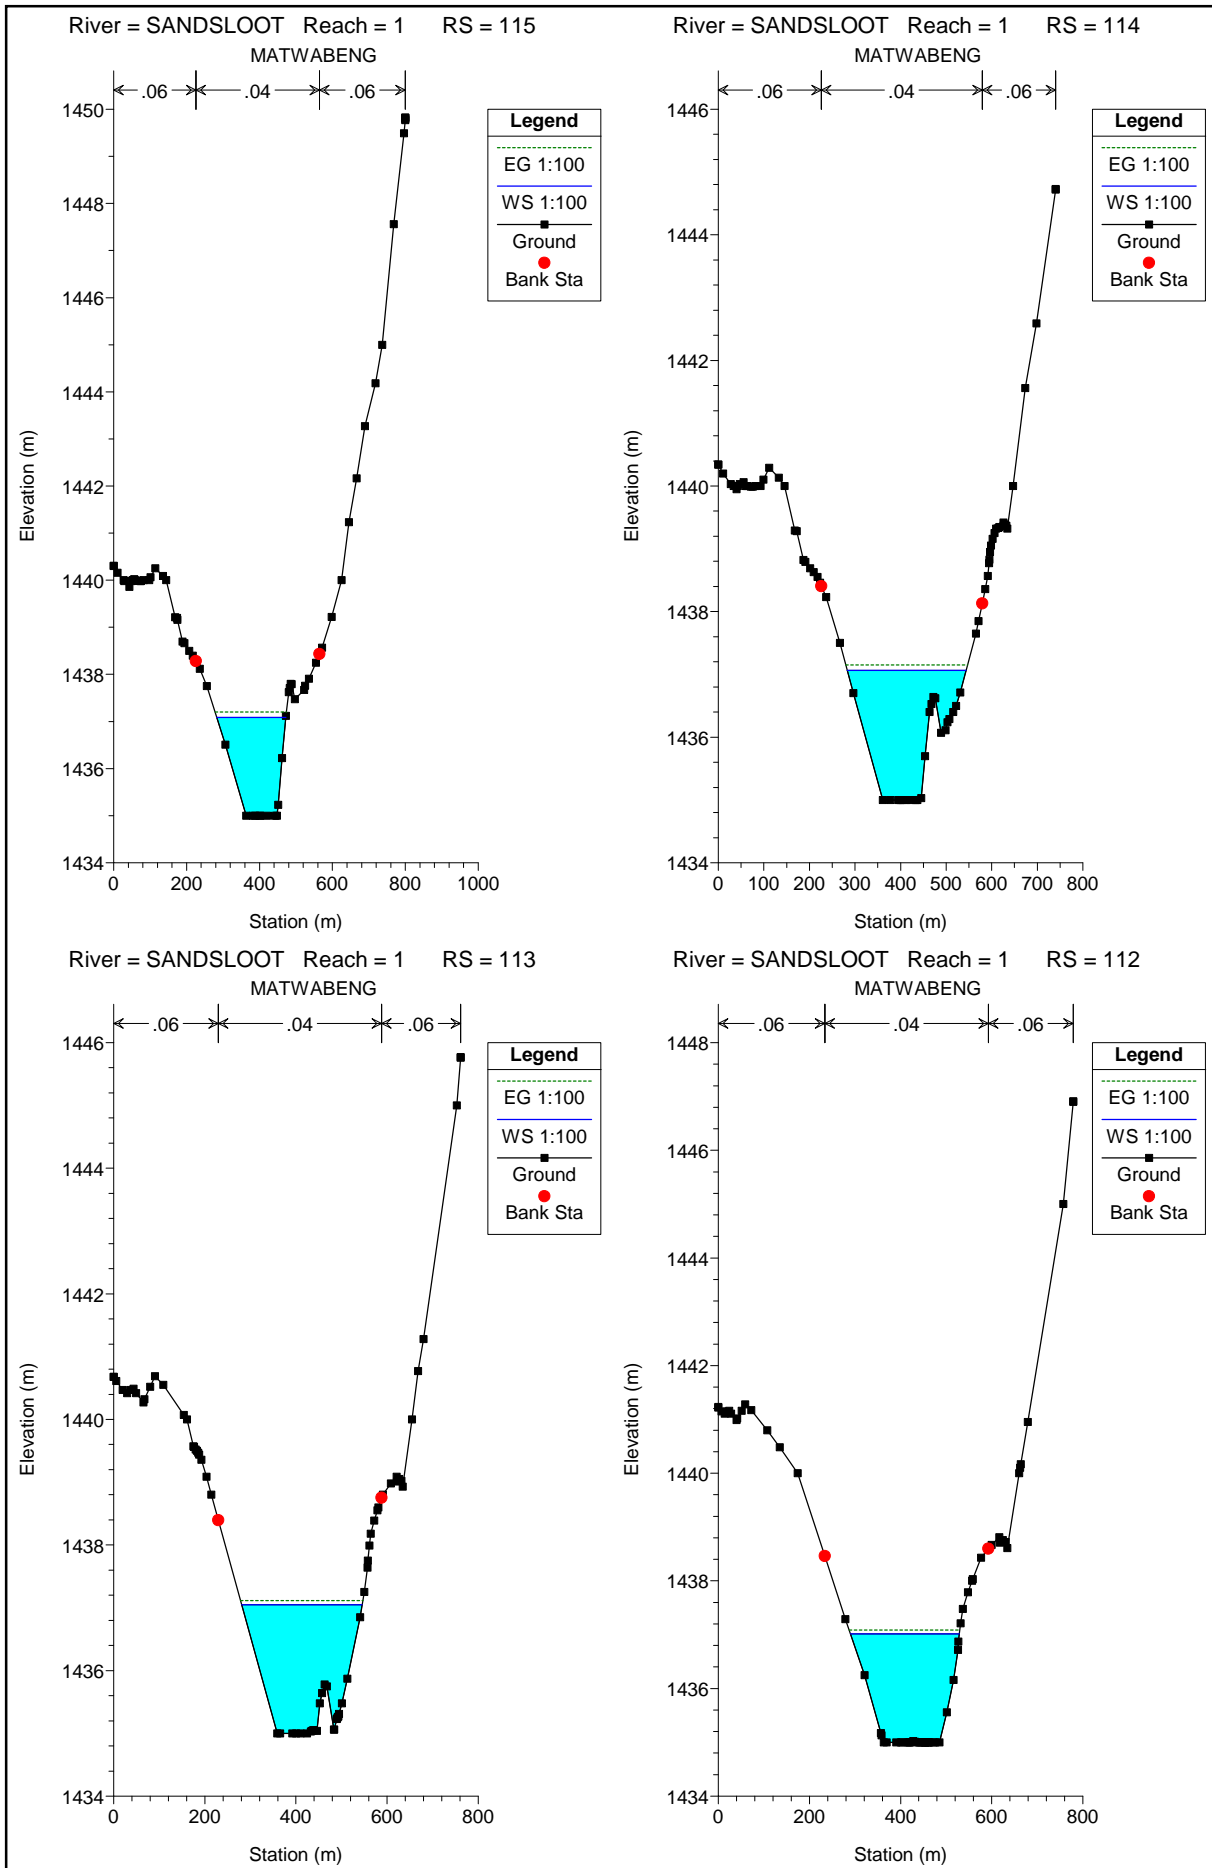 River = SANDSLOOT Reach = 1 RS = 115
MATWABENG
.06 .04 .06
Legend
EG 1:100
WS 1:100
Ground
Bank Sta
1450
1448
1446
1444
1442
1440
1438
1436
1434
Elevation (m)
0 200 400 600 800 1000
Station (m)
River = SANDSLOOT Reach = 1 RS = 114
MATWABENG
.06 .04 .06
Legend
EG 1:100
WS 1:100
Ground
Bank Sta
1446
1444
1442
1440
1438
1436
1434
Elevation (m)
0 100 200 300 400 500 600 700 800
Station (m)
River = SANDSLOOT Reach = 1 RS = 113
MATWABENG
.06 .04 .06
Legend
EG 1:100
WS 1:100
Ground
Bank Sta
1446
1444
1442
1440
1438
1436
1434
Elevation (m)
0 200 400 600 800
Station (m)
River = SANDSLOOT Reach = 1 RS = 112
MATWABENG
.06 .04 .06
Legend
EG 1:100
WS 1:100
Ground
Bank Sta
1448
1446
1444
1442
1440
1438
1436
1434
Elevation (m)
0 200 400 600 800
Station (m)